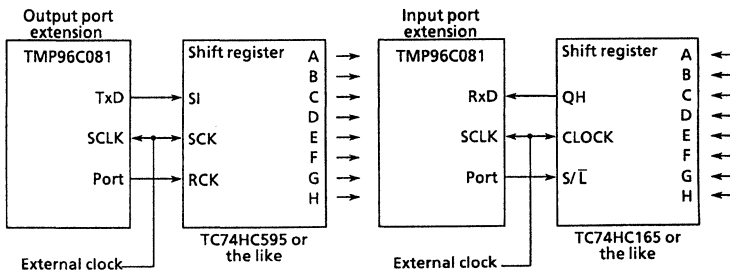 Output port
extension
TMP96C081
TxD
SCLK
Port
External clock
Shift register
SI
SCK
RCK
A
B
C
D
E
F
G
H
TC74HC595 or
the like
Input port
extension
TMP96C081
RxD
SCLK
Port
External clock
Shift register
QH
CLOCK
S/L̅
A
B
C
D
E
F
G
H
TC74HC165 or
the like